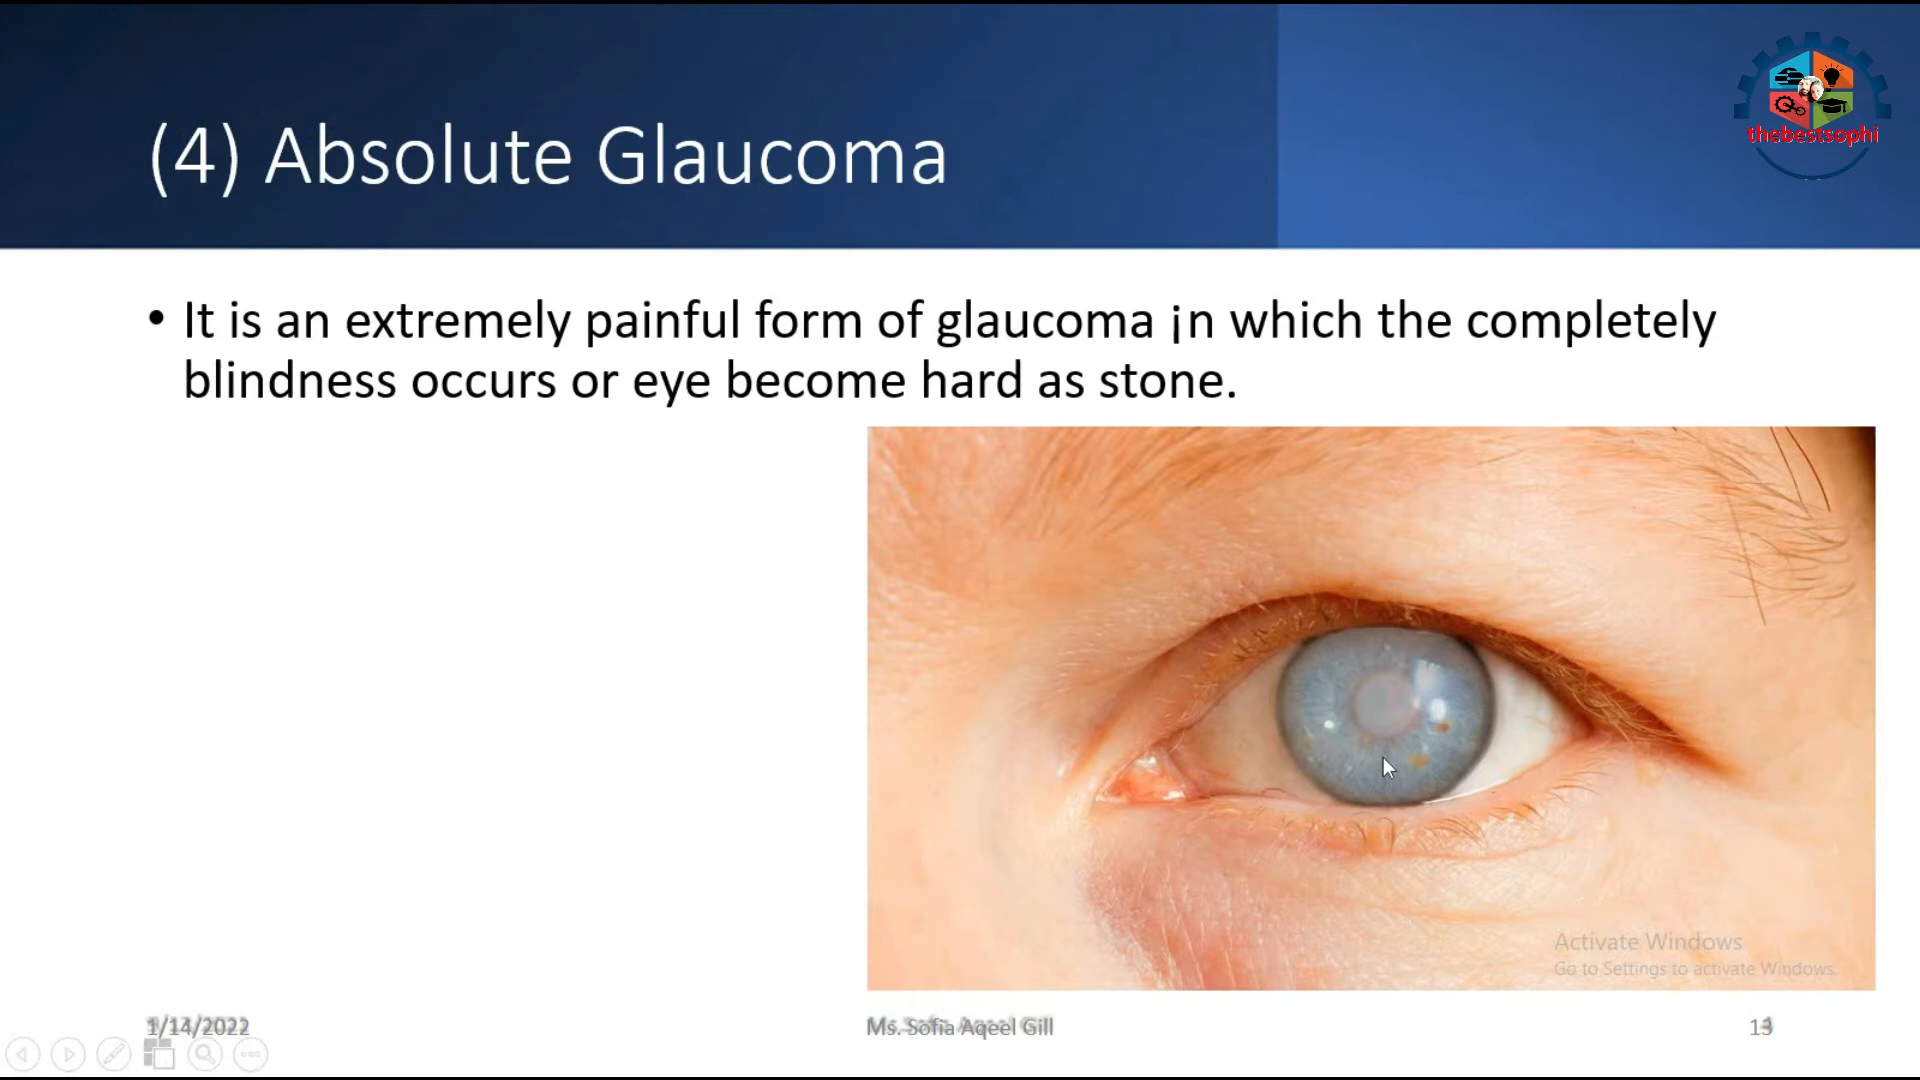 thebestsophi
(4) Absolute Glaucoma
• It is an extremely painful form of glaucoma ¡n which the completely
blindness occurs or eye become hard as stone.
Activate Windows
Go to Settings to activate Windows.
1/14/2022
Ms. Sofia Aqeel Gill
13